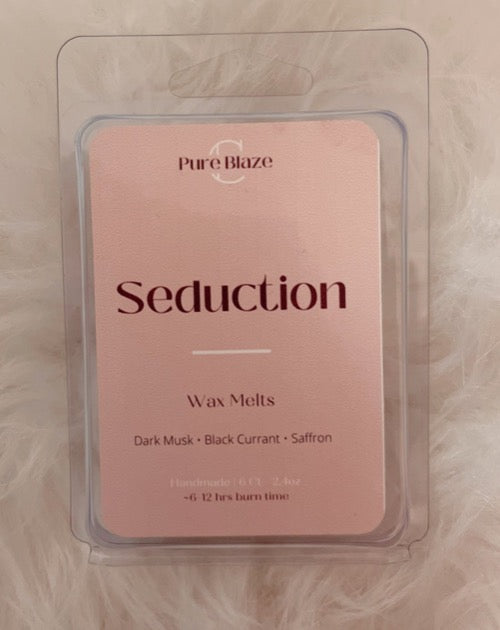 Pure Blaze
Seduction
Wax Melts
Dark Musk • Black Currant • Saffron
Handmade | 6 Ct - 2.4oz
~6-12 hrs burn time